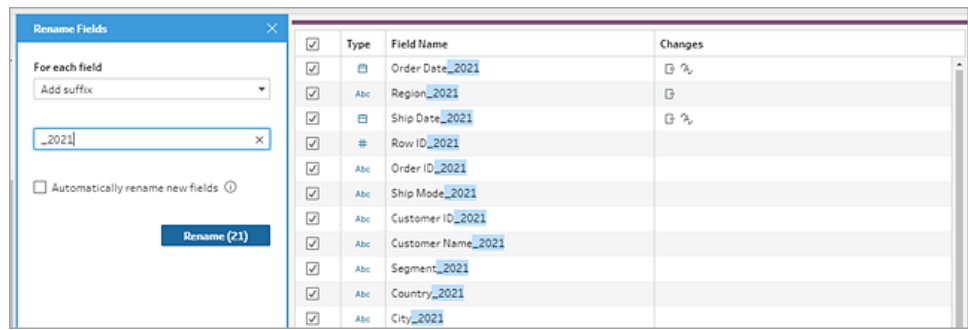 Rename Fields
For each field
Add suffix
_2021
Automatically rename new fields
Rename (21)
Type Field Name Changes
Order Date_2021
Abc Region_2021
Ship Date_2021
# Row ID_2021
Abc Order ID_2021
Abc Ship Mode_2021
Abc Customer ID_2021
Abc Customer Name_2021
Abc Segment_2021
Abc Country_2021
Abc City_2021